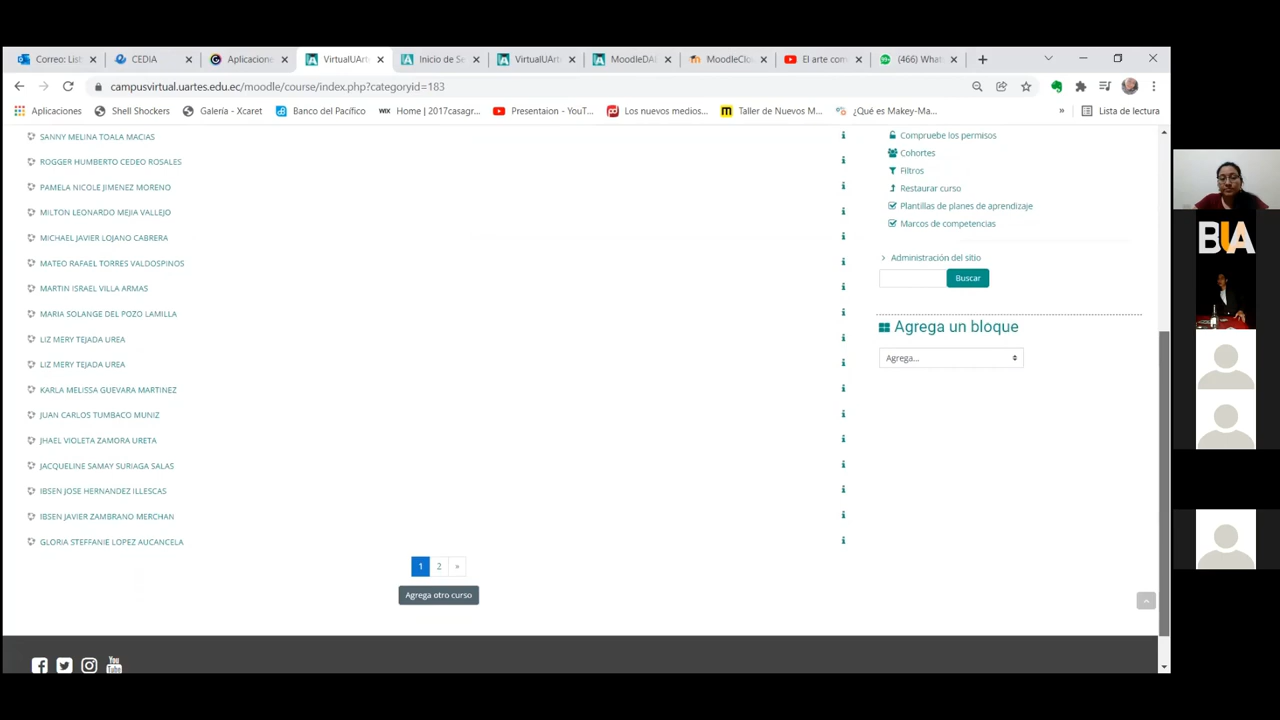 Correo: List
CEDIA
Aplicacione
VirtualUArt
Inicio de Se
VirtualUArt
MoodleDAI
MoodleClo
El arte com
(466) What
campusvirtual.uartes.edu.ec/moodle/course/index.php?categoryid=183
Aplicaciones
Shell Shockers
Galería - Xcaret
Banco del Pacífico
WIX Home | 2017casagr...
Presentaion - YouT...
Los nuevos medios...
Taller de Nuevos M...
¿Qué es Makey-Ma...
»
Lista de lectura
SANNY MELINA TOALA MACIAS
ROGGER HUMBERTO CEDEO ROSALES
PAMELA NICOLE JIMENEZ MORENO
MILTON LEONARDO MEJIA VALLEJO
MICHAEL JAVIER LOJANO CABRERA
MATEO RAFAEL TORRES VALDOSPINOS
MARTIN ISRAEL VILLA ARMAS
MARIA SOLANGE DEL POZO LAMILLA
LIZ MERY TEJADA UREA
LIZ MERY TEJADA UREA
KARLA MELISSA GUEVARA MARTINEZ
JUAN CARLOS TUMBACO MUNIZ
JHAEL VIOLETA ZAMORA URETA
JACQUELINE SAMAY SURIAGA SALAS
IBSEN JOSE HERNANDEZ ILLESCAS
IBSEN JAVIER ZAMBRANO MERCHAN
GLORIA STEFFANIE LOPEZ AUCANCELA
1 2 »
Agrega otro curso
Compruebe los permisos
Cohortes
Filtros
Restaurar curso
Plantillas de planes de aprendizaje
Marcos de competencias
Administración del sitio
Buscar
Agrega un bloque
Agrega...
You
BUA